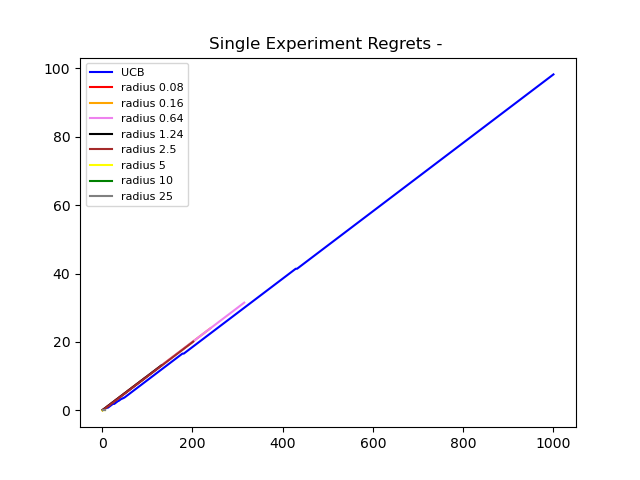 Single Experiment Regrets -
100
80
60
40
20
0
UCB
radius 0.08
radius 0.16
radius 0.64
radius 1.24
radius 2.5
radius 5
radius 10
radius 25
0 200 400 600 800 1000